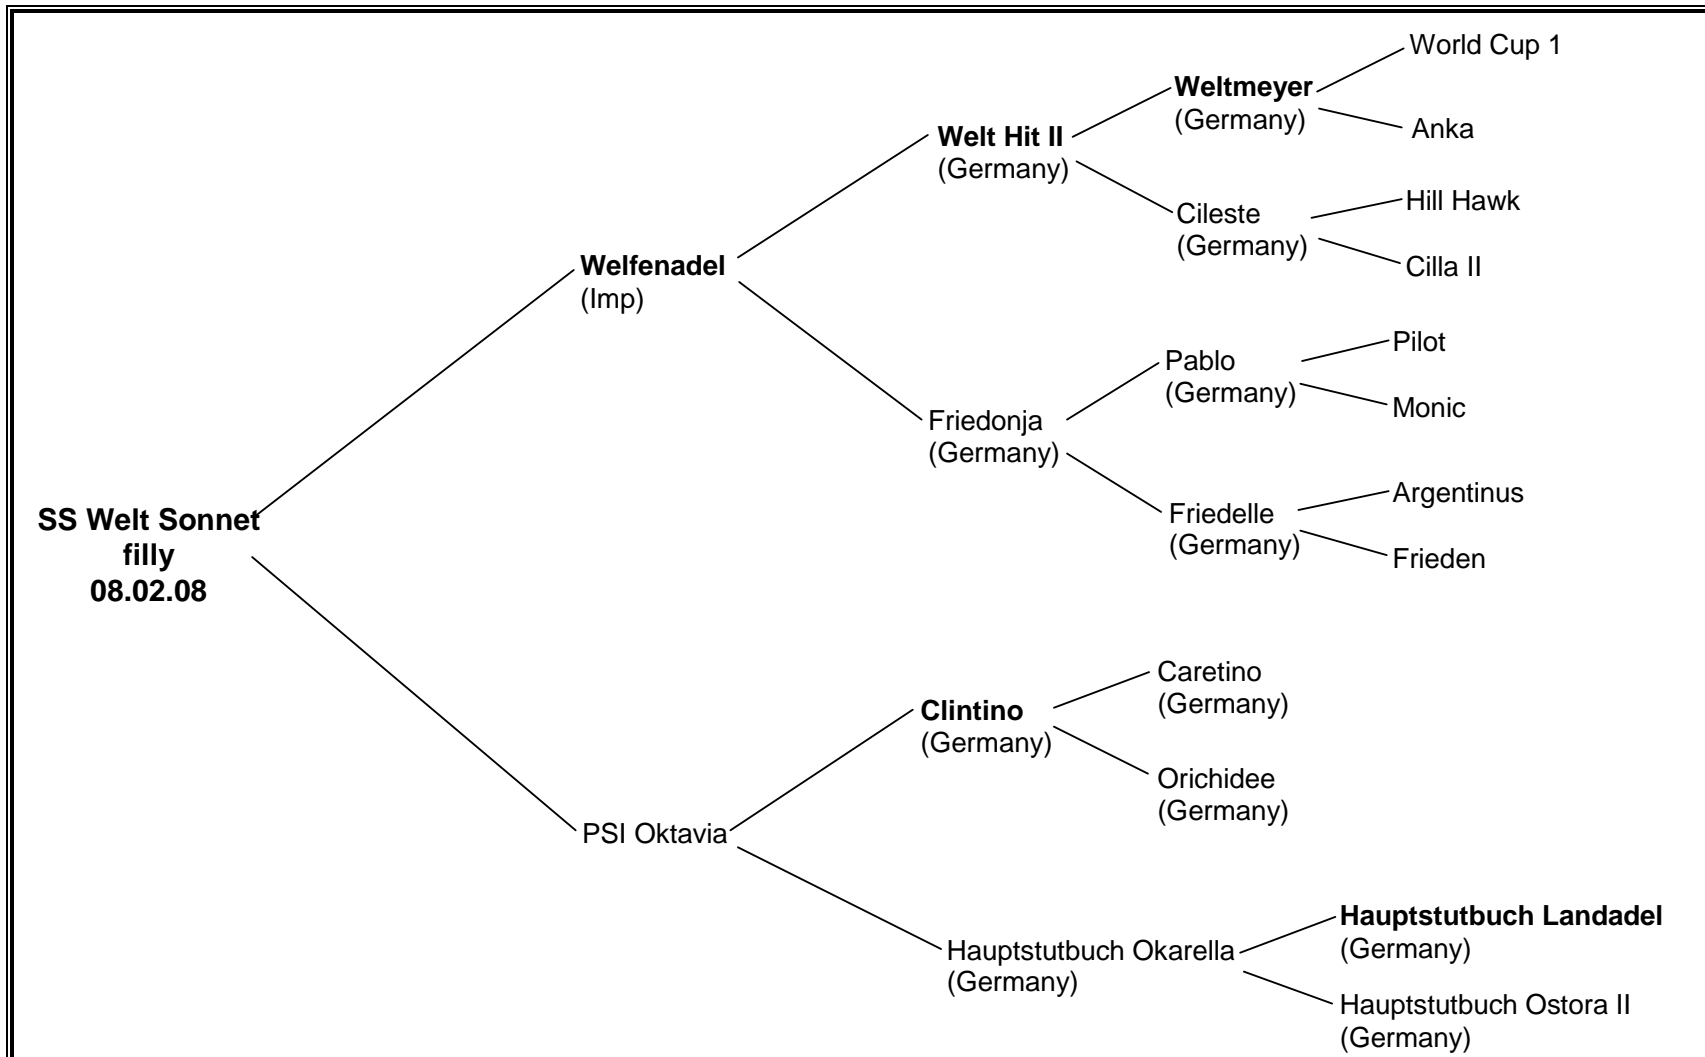 World Cup 1
Weltmeyer
(Germany)
Anka
Welt Hit II
(Germany)
Hill Hawk
Cileste
(Germany)
Cilla II
Welfenadel
(Imp)
Pilot
Pablo
(Germany)
Monic
Friedonja
(Germany)
Argentinus
Friedelle
(Germany)
Frieden
SS Welt Sonnet
filly
08.02.08
Caretino
(Germany)
Clintino
(Germany)
Orichidee
(Germany)
PSI Oktavia
Hauptstutbuch Landadel
(Germany)
Hauptstutbuch Okarella
(Germany)
Hauptstutbuch Ostora II
(Germany)